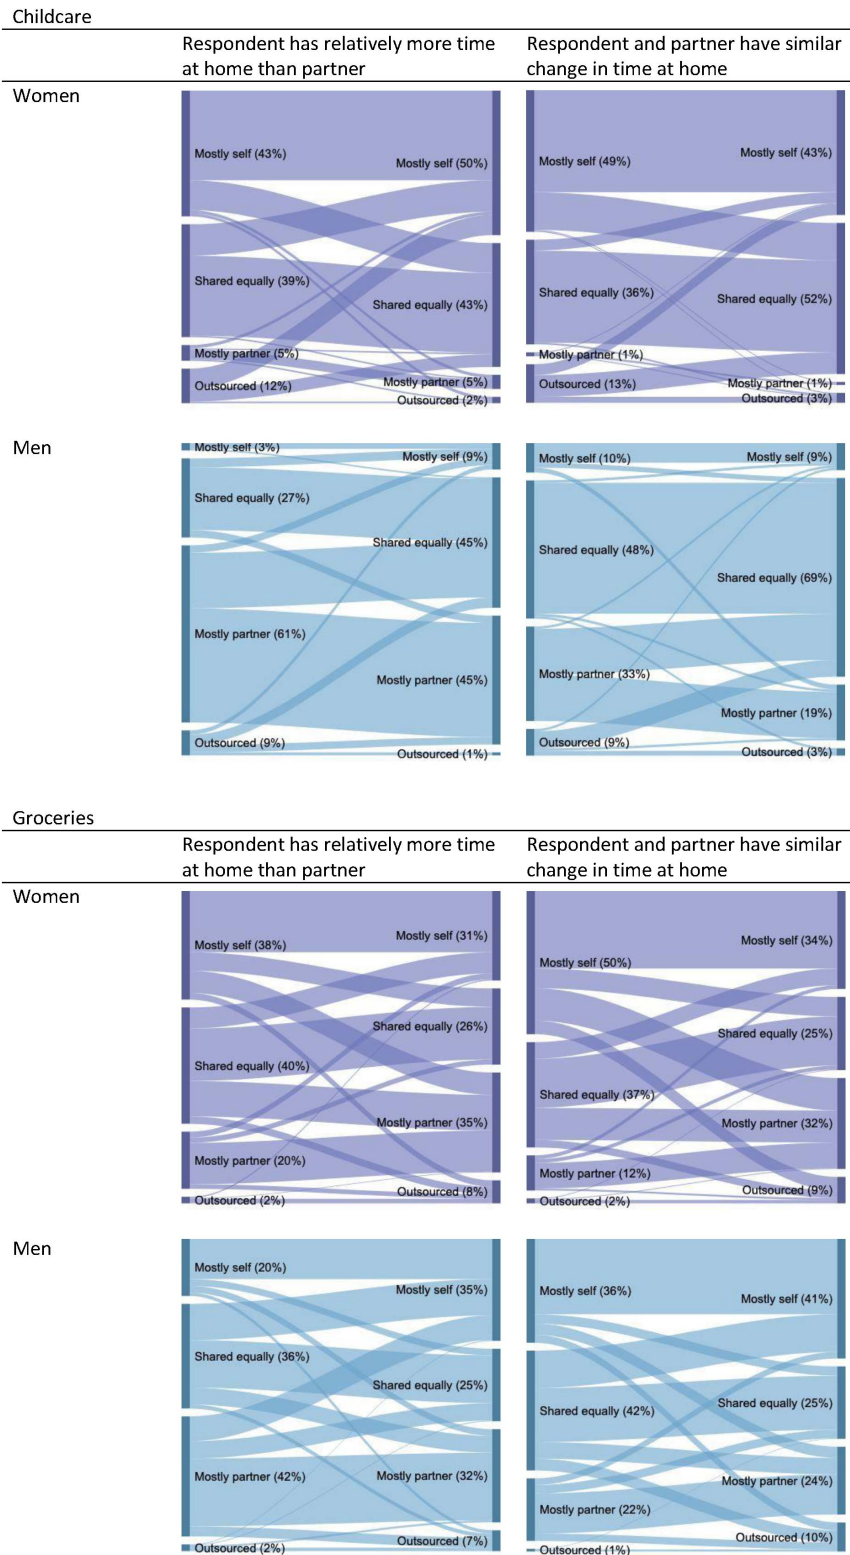 Childcare
Respondent has relatively more time
at home than partner
Respondent and partner have similar
change in time at home
Women
Mostly self (43%)
Shared equally (39%)
Mostly partner (5%)
Outsourced (12%)
Mostly self (50%)
Shared equally (43%)
Mostly partner (5%)
Outsourced (2%)
Mostly self (49%)
Shared equally (36%)
Mostly partner (1%)
Outsourced (13%)
Mostly self (43%)
Shared equally (52%)
Mostly partner (1%)
Outsourced (3%)
Men
Mostly self (3%)
Shared equally (27%)
Mostly partner (61%)
Outsourced (9%)
Mostly self (9%)
Shared equally (45%)
Mostly partner (45%)
Outsourced (1%)
Mostly self (10%)
Shared equally (48%)
Mostly partner (33%)
Outsourced (9%)
Mostly self (9%)
Shared equally (69%)
Mostly partner (19%)
Outsourced (3%)
Groceries
Respondent has relatively more time
at home than partner
Respondent and partner have similar
change in time at home
Women
Mostly self (38%)
Shared equally (40%)
Mostly partner (20%)
Outsourced (2%)
Mostly self (31%)
Shared equally (26%)
Mostly partner (35%)
Outsourced (8%)
Mostly self (50%)
Shared equally (37%)
Mostly partner (12%)
Outsourced (2%)
Mostly self (34%)
Shared equally (25%)
Mostly partner (32%)
Outsourced (9%)
Men
Mostly self (20%)
Shared equally (36%)
Mostly partner (42%)
Outsourced (2%)
Mostly self (35%)
Shared equally (25%)
Mostly partner (32%)
Outsourced (7%)
Mostly self (36%)
Shared equally (42%)
Mostly partner (22%)
Outsourced (1%)
Mostly self (41%)
Shared equally (25%)
Mostly partner (24%)
Outsourced (10%)